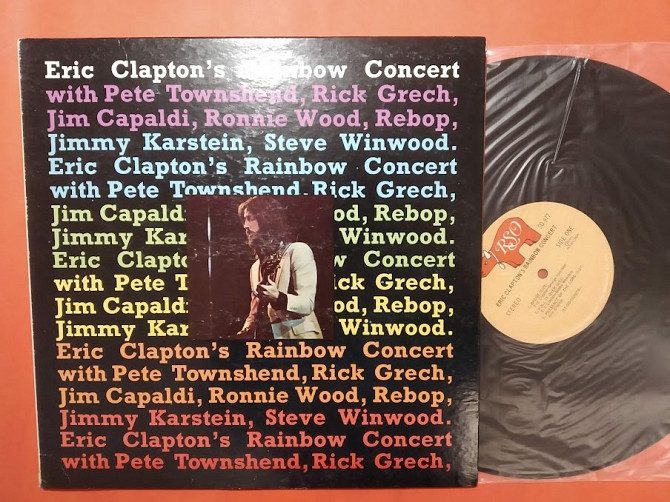 Eric Clapton's Rainbow Concert
with Pete Townshend, Rick Grech,
Jim Capaldi, Ronnie Wood, Rebop,
Jimmy Karstein, Steve Winwood.
Eric Clapton's Rainbow Concert
with Pete Townshend, Rick Grech,
Jim Capaldi od, Rebop,
Jimmy Kar Winwood.
Eric Clapt Concert
with Pete T ick Grech,
Jim Capald od, Rebop,
Jimmy Kar Winwood.
Eric Clapton's Rainbow Concert
with Pete Townshend, Rick Grech,
Jim Capaldi, Ronnie Wood, Rebop,
Jimmy Karstein, Steve Winwood.
Eric Clapton's Rainbow Concert
with Pete Townshend, Rick Grech,
RSO
SIDE ONE
ERIC CLAPTON'S RAINBOW CONCERT
STEREO